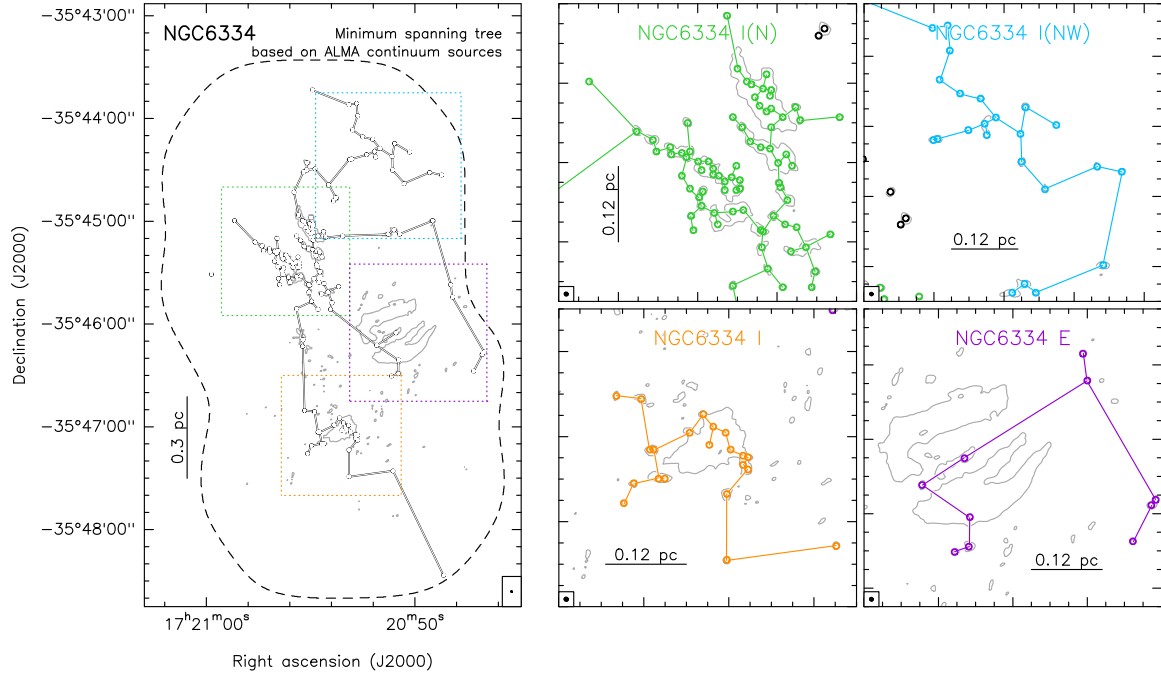 NGC6334
Minimum spanning tree
based on ALMA continuum sources
−35°43'00''
−35°44'00''
−35°45'00''
−35°46'00''
−35°47'00''
−35°48'00''
Declination (J2000)
0.3 pc
17h21m00s
20m50s
Right ascension (J2000)
NGC6334 I(N)
0.12 pc
NGC6334 I(NW)
0.12 pc
NGC6334 I
0.12 pc
NGC6334 E
0.12 pc